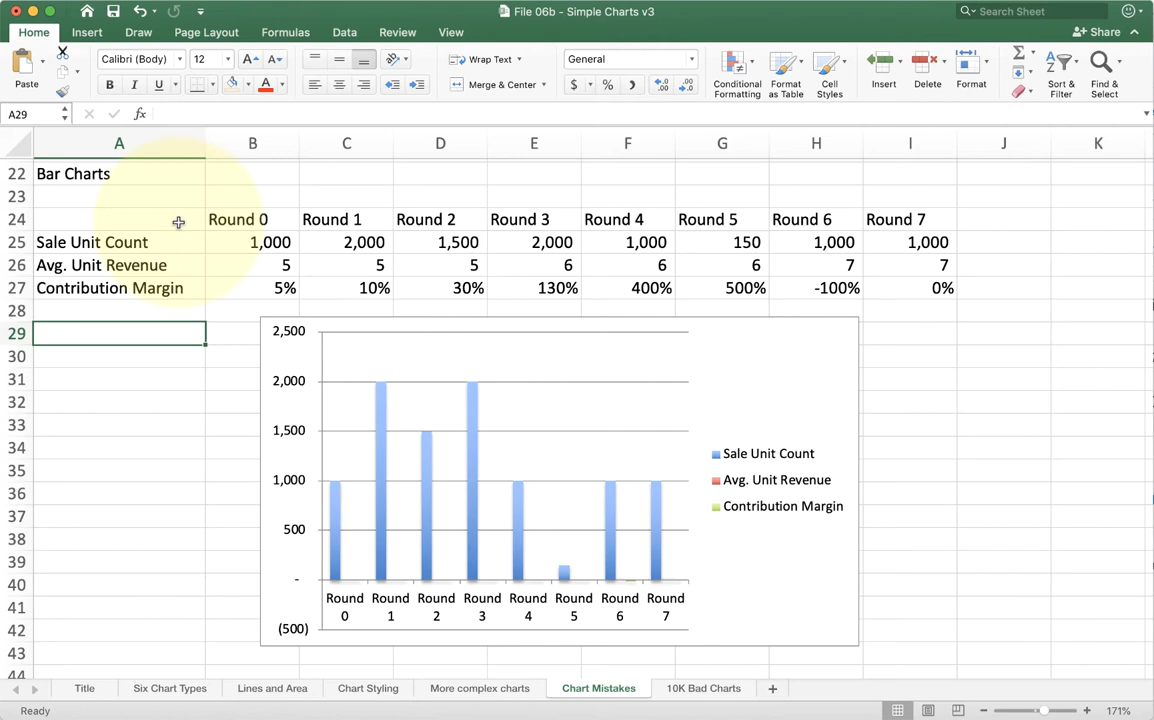 File 06b - Simple Charts v3
Search Sheet
Home Insert Draw Page Layout Formulas Data Review View
Share
Paste
Calibri (Body) 12
B I U
Wrap Text
Merge & Center
General
$ %
Conditional Formatting
Format as Table
Cell Styles
Insert
Delete
Format
Sort & Filter
Find & Select
A29 fx
A B C D E F G H I J K
22 Bar Charts
23
24 Round 0 Round 1 Round 2 Round 3 Round 4 Round 5 Round 6 Round 7
25 Sale Unit Count 1,000 2,000 1,500 2,000 1,000 150 1,000 1,000
26 Avg. Unit Revenue 5 5 5 6 6 6 7 7
27 Contribution Margin 5% 10% 30% 130% 400% 500% -100% 0%
28
29
30
31
32
33
34
35
36
37
38
39
40
41
42
43
44
2,500
2,000
1,500
1,000
500
-
(500)
Round 0 Round 1 Round 2 Round 3 Round 4 Round 5 Round 6 Round 7
Sale Unit Count
Avg. Unit Revenue
Contribution Margin
Title Six Chart Types Lines and Area Chart Styling More complex charts Chart Mistakes 10K Bad Charts +
Ready
171%